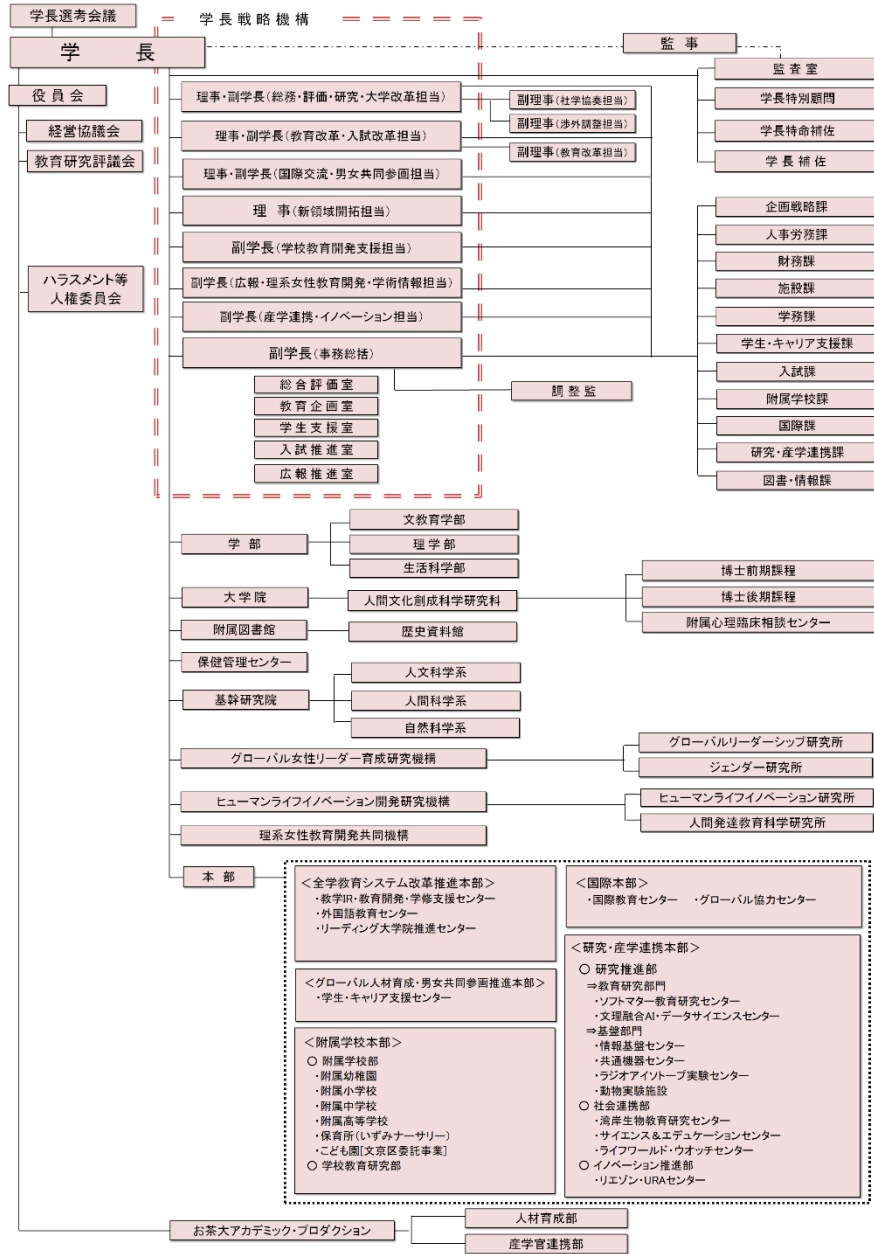 学長選考会議
学長戦略機構
学　　長
監 事
監 査 室
役 員 会
学長特別顧問
経営協議会
学長特命補佐
教育研究評議会
学 長 補 佐
理事・副学長(総務・評価・研究・大学改革担当)
副理事(社学協奏担当)
副理事(渉外調整担当)
理事・副学長(教育改革・入試改革担当)
副理事(教育改革担当)
理事・副学長(国際交流・男女共同参画担当)
理　事(新領域開拓担当)
副学長(学校教育開発支援担当)
ハラスメント等
人権委員会
副学長(広報・理系女性教育開発・学術情報担当)
副学長(産学連携・イノベーション担当)
副学長(事務総括)
調 整 監
総 合 評 価 室
教 育 企 画 室
学 生 支 援 室
入 試 推 進 室
広 報 推 進 室
企画戦略課
人事労務課
財務課
施設課
学務課
学生・キャリア支援課
入試課
附属学校課
国際課
研究・産学連携課
図書・情報課
学 部
文教育学部
理学部
生活科学部
大学院
人間文化創成科学研究科
博士前期課程
博士後期課程
附属心理臨床相談センター
附属図書館
歴史資料館
保健管理センター
基幹研究院
人文科学系
人間科学系
自然科学系
グローバル女性リーダー育成研究機構
グローバルリーダーシップ研究所
ジェンダー研究所
ヒューマンライフイノベーション開発研究機構
ヒューマンライフイノベーション研究所
人間発達教育科学研究所
理系女性教育開発共同機構
本 部
＜全学教育システム改革推進本部＞
・教学IR・教育開発・学修支援センター
・外国語教育センター
・リーディング大学院推進センター
＜グローバル人材育成・男女共同参画推進本部＞
・学生・キャリア支援センター
＜附属学校本部＞
○ 附属学校部
・附属幼稚園
・附属小学校
・附属中学校
・附属高等学校
・保育所(いずみナーサリー)
・こども園[文京区委託事業]
○ 学校教育研究部
＜国際本部＞
・国際教育センター　・グローバル協力センター
＜研究・産学連携本部＞
○ 研究推進部
⇒教育研究部門
・ソフトマター教育研究センター
・文理融合AI・データサイエンスセンター
⇒基盤部門
・情報基盤センター
・共通機器センター
・ラジオアイソトープ実験センター
・動物実験施設
○ 社会連携部
・湾岸生物教育研究センター
・サイエンス＆エデュケーションセンター
・ライフワールド・ウオッチセンター
○ イノベーション推進部
・リエゾン・URAセンター
お茶大アカデミック・プロダクション
人材育成部
産学官連携部